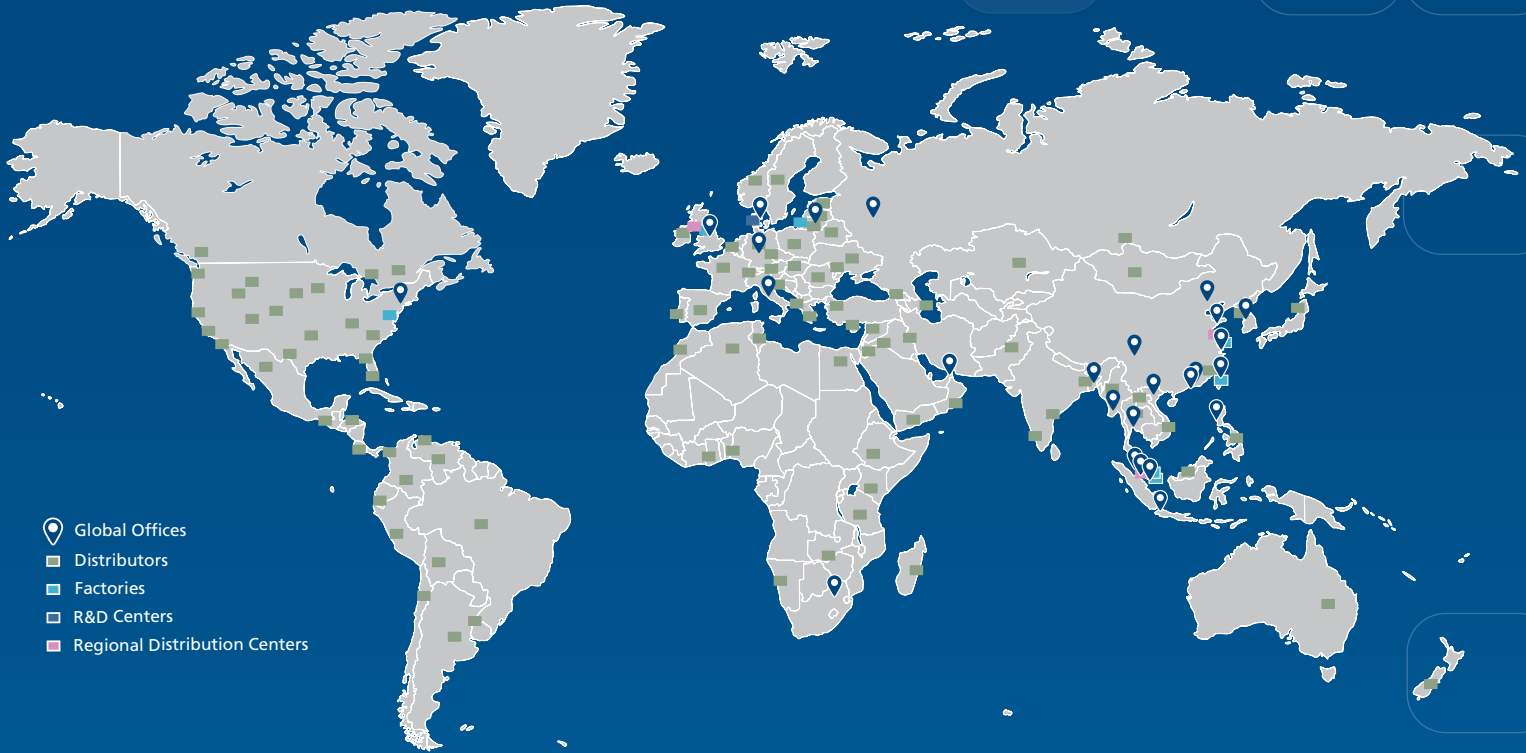 Global Offices
Distributors
Factories
R&D Centers
Regional Distribution Centers